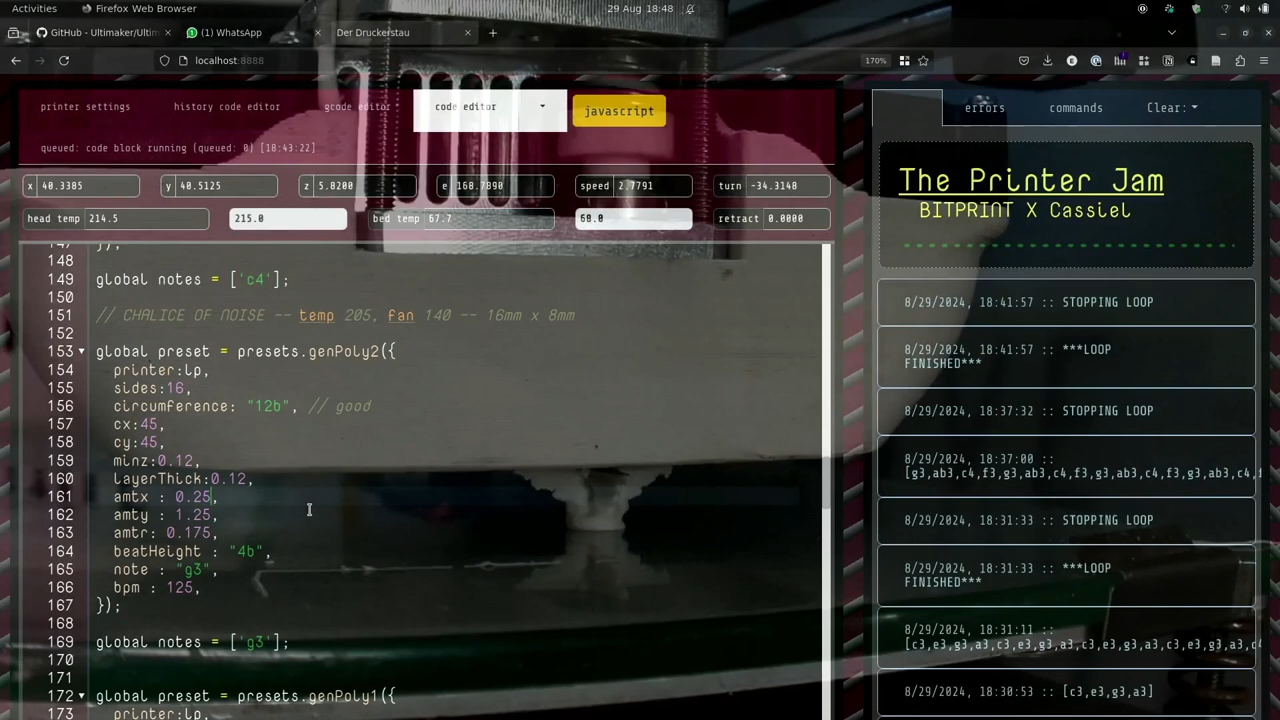 Activities
Firefox Web Browser
29 Aug 18:48
GitHub - Ultimaker/Ultim
(1) WhatsApp
Der Druckerstau
localhost:8888
170%
printer settings
history code editor
gcode editor
code editor
javascript
queued: code block running (queued: 0) [18:43:22]
x 40.3385
y 40.5125
z 5.8200
e 168.7890
speed 2.7791
turn -34.3148
head temp 214.5
215.0
bed temp 67.7
68.0
retract 0.0000
147 });
148
149 global notes = ['c4'];
150
151 // CHALICE OF NOISE -- temp 205, fan 140 -- 16mm x 8mm
152
153 global preset = presets.genPoly2({
154 printer:lp,
155 sides:16,
156 circumference: "12b", // good
157 cx:45,
158 cy:45,
159 minz:0.12,
160 layerThick:0.12,
161 amtx : 0.25,
162 amty : 1.25,
163 amtr: 0.175,
164 beatHeight : "4b",
165 note : "g3",
166 bpm : 125,
167 });
168
169 global notes = ['g3'];
170
171
172 global preset = presets.genPoly1({
173 printer:lp,
errors
commands
Clear:
The Printer Jam
BITPRINT X Cassiel
8/29/2024, 18:41:57 :: STOPPING LOOP
8/29/2024, 18:41:57 :: ***LOOP
FINISHED***
8/29/2024, 18:37:32 :: STOPPING LOOP
8/29/2024, 18:37:00 ::
[g3,ab3,c4,f3,g3,ab3,c4,f3,g3,ab3,c4,f3,g3,ab3,c4,f
8/29/2024, 18:31:33 :: STOPPING LOOP
8/29/2024, 18:31:33 :: ***LOOP
FINISHED***
8/29/2024, 18:31:11 ::
[c3,e3,g3,a3,c3,e3,g3,a3,c3,e3,g3,a3,c3,e3,g3,a3,c
8/29/2024, 18:30:53 :: [c3,e3,g3,a3]